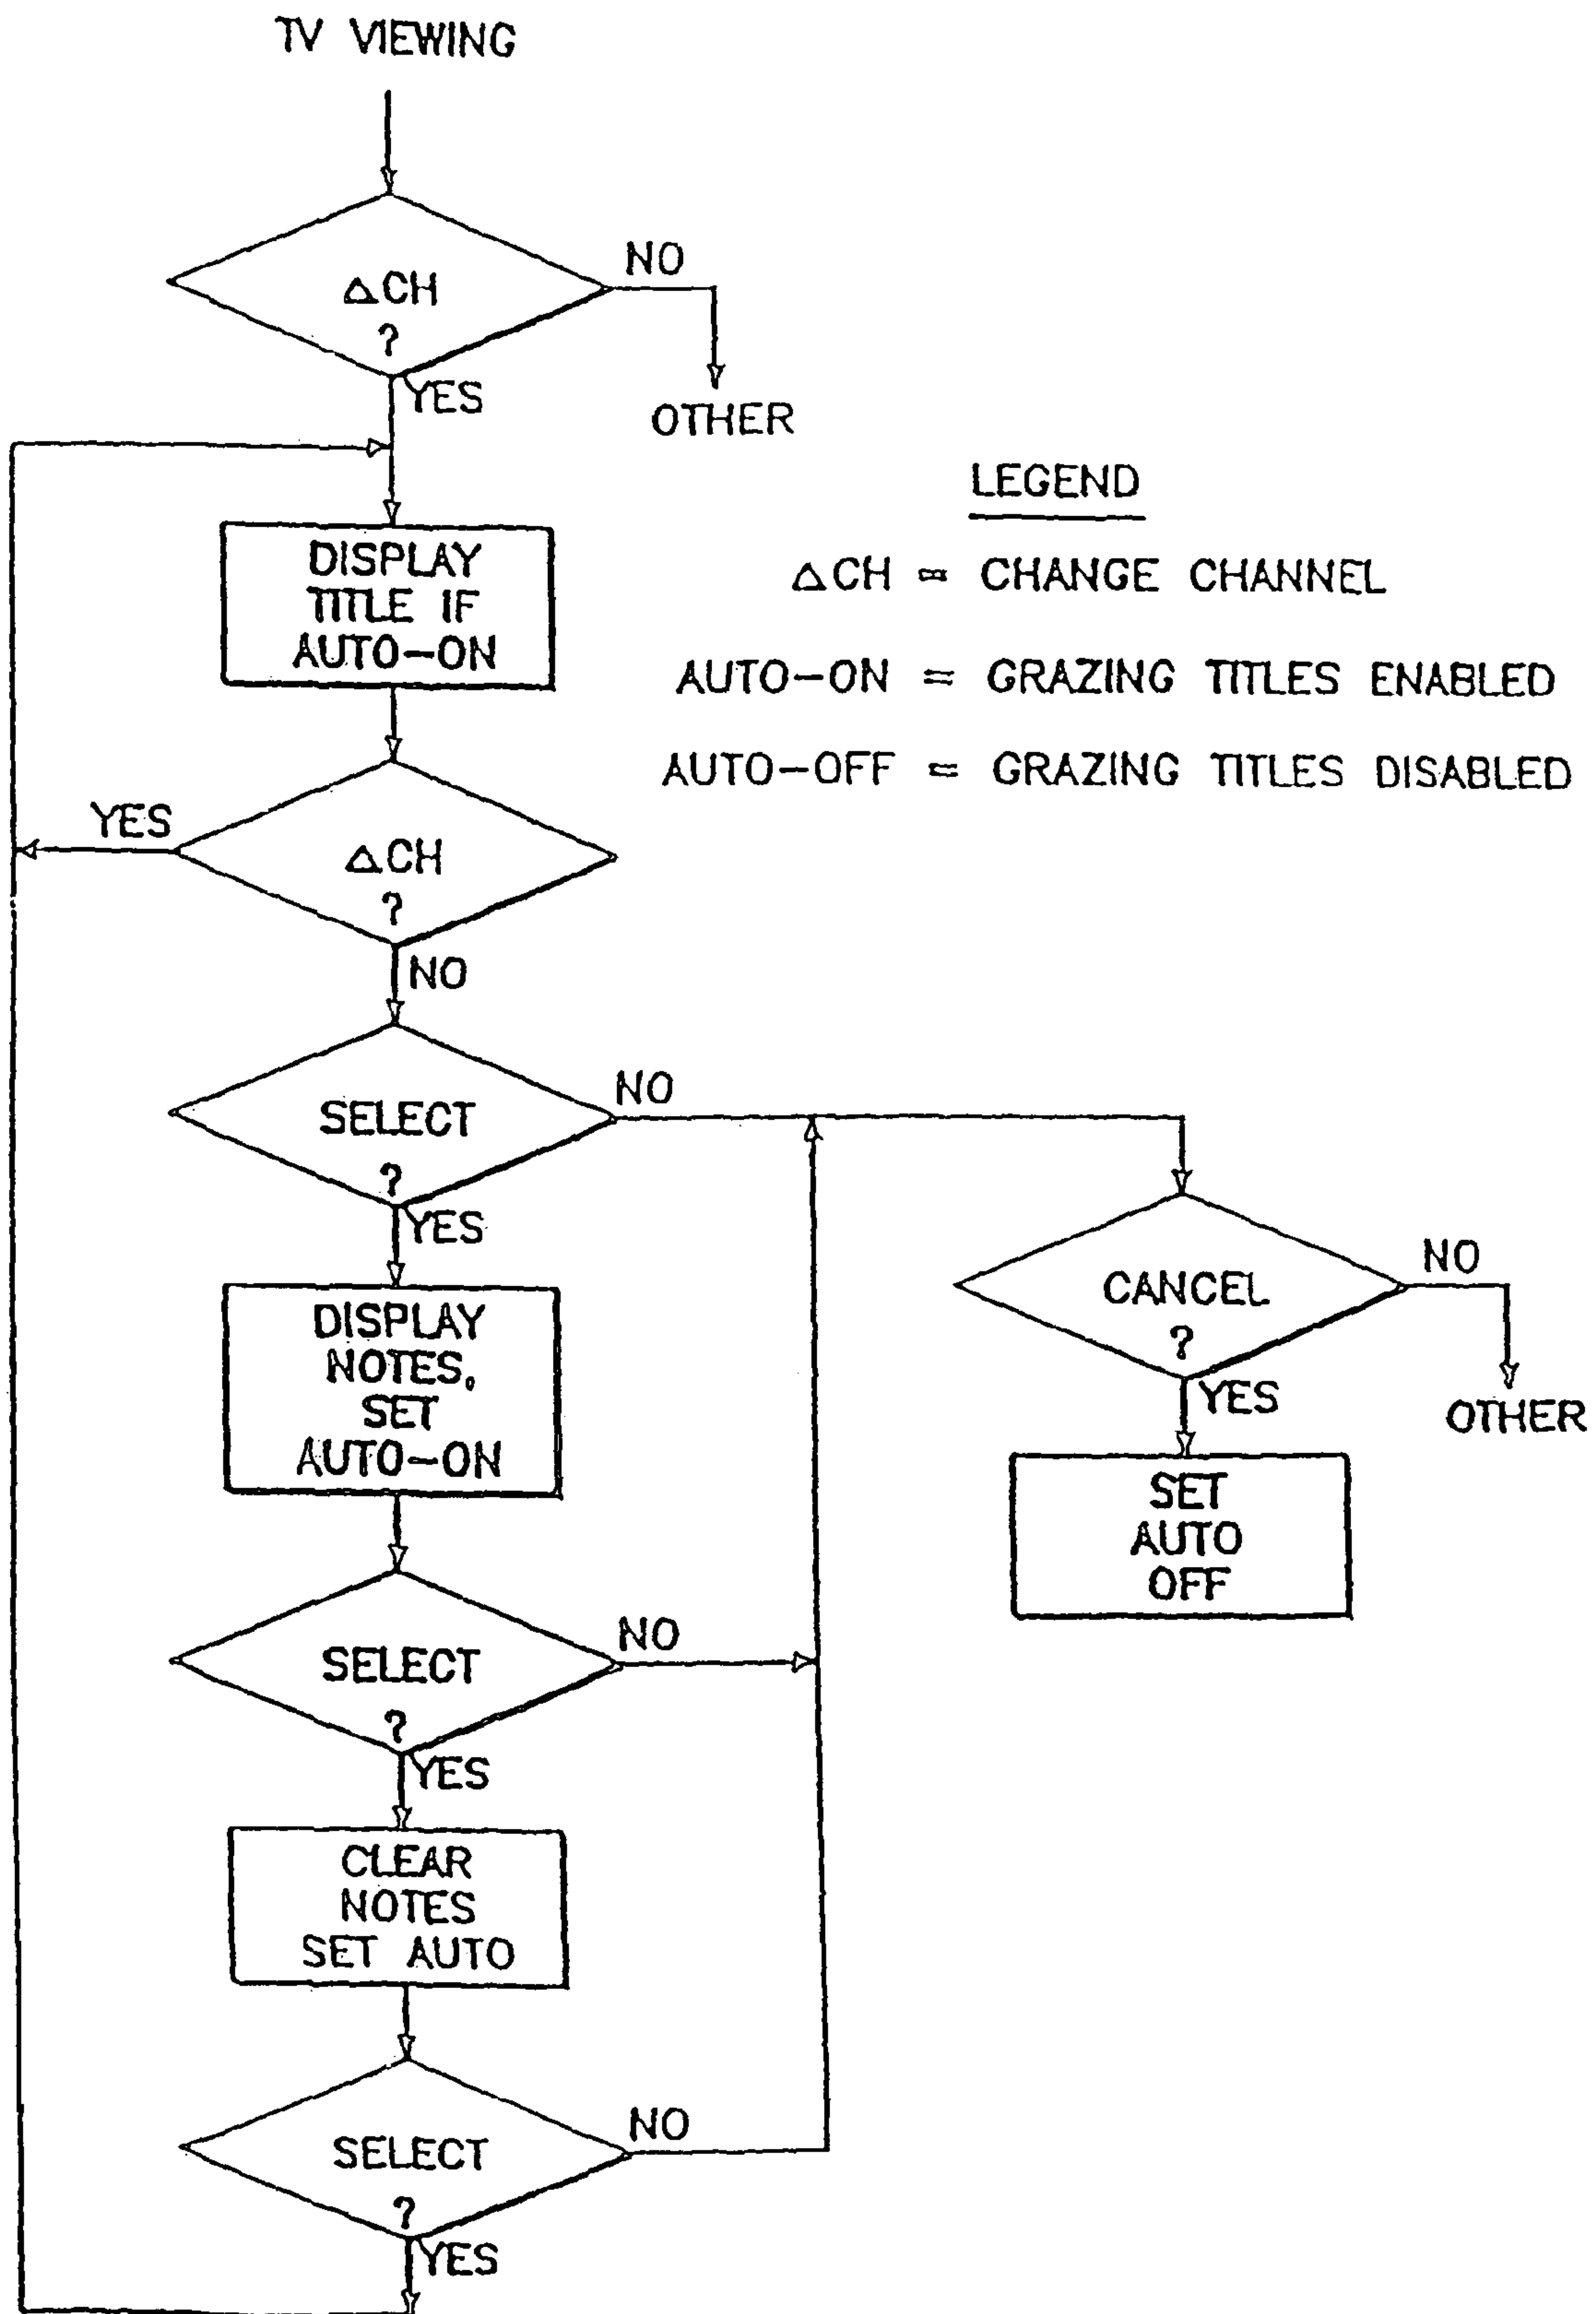 TV VIEWING
ΔCH
?
NO
YES
OTHER
LEGEND
ΔCH = CHANGE CHANNEL
AUTO-ON = GRAZING TITLES ENABLED
AUTO-OFF = GRAZING TITLES DISABLED
DISPLAY
TITLE IF
AUTO-ON
YES
ΔCH
?
NO
SELECT
?
NO
YES
CANCEL
?
NO
YES
OTHER
SET
AUTO
OFF
DISPLAY
NOTES,
SET
AUTO-ON
SELECT
?
NO
YES
CLEAR
NOTES
SET AUTO
SELECT
?
NO
YES